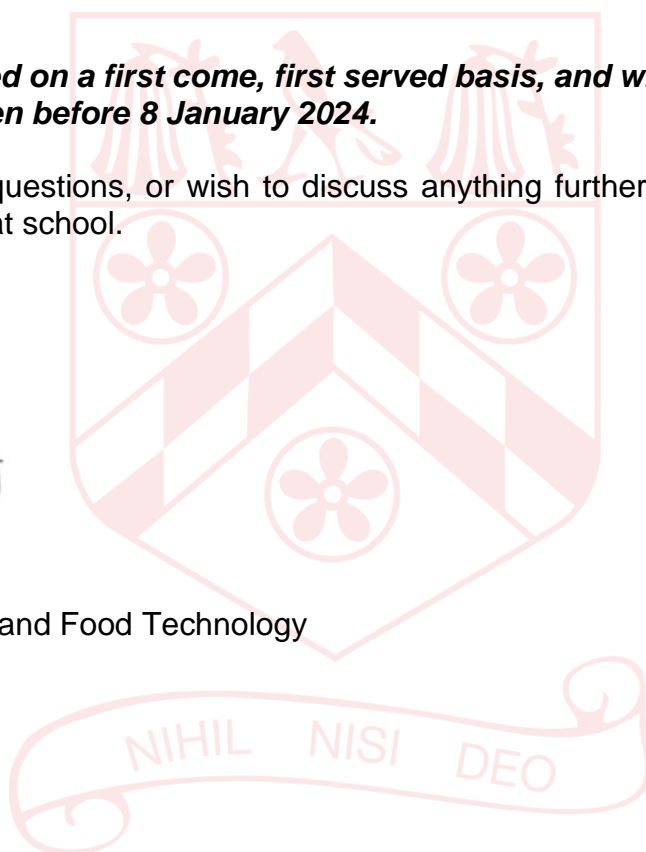 ed on a first come, first served basis, and w
en before 8 January 2024.
questions, or wish to discuss anything further
at school.
and Food Technology
NIHIL NISI DEO